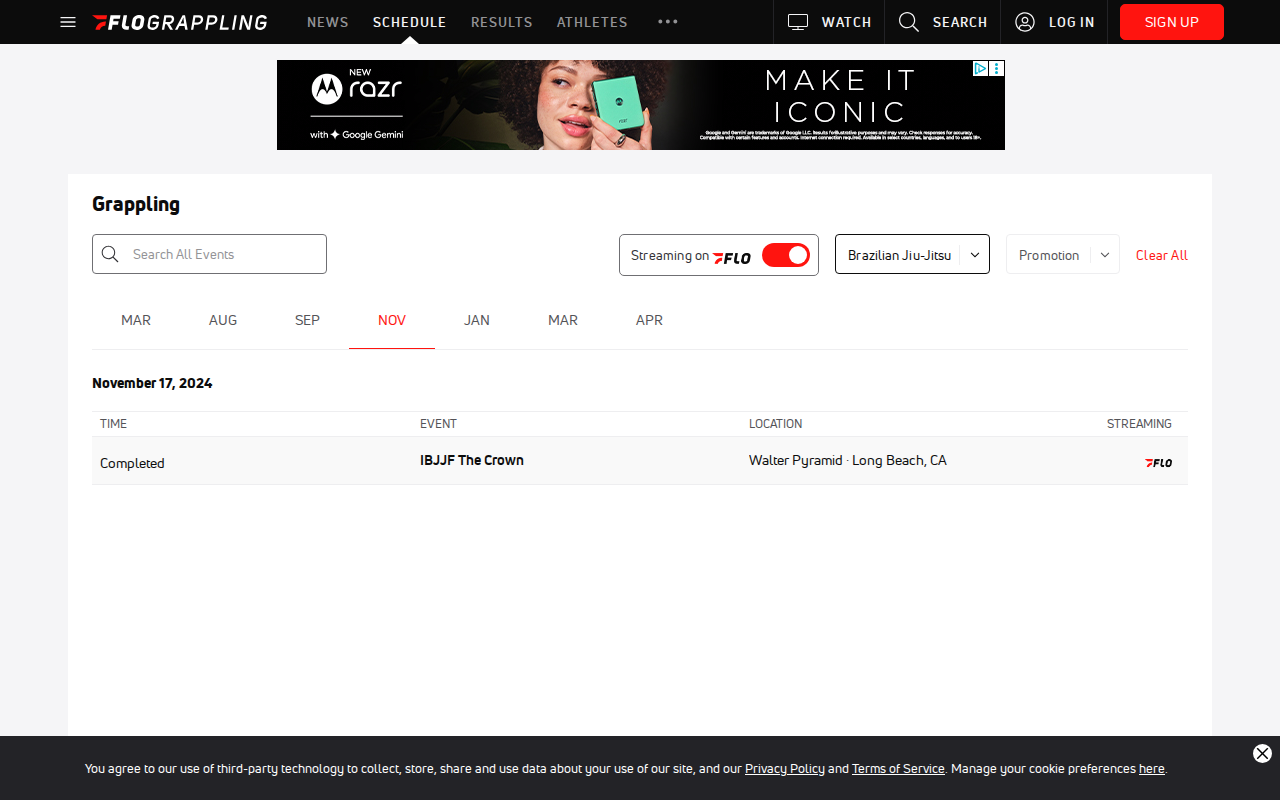 FLOGRAPPLING NEWS SCHEDULE RESULTS ATHLETES WATCH SEARCH LOG IN SIGN UP
NEW
razr
with Google Gemini
razr
MAKE IT
ICONIC
Google and Gemini are trademarks of Google LLC. Results for illustrative purposes and may vary. Check responses for accuracy.
Compatible with certain features and accounts. Internet connection required. Available in select countries, languages, and to users 18+.
Grappling
Search All Events
Streaming on FLO
Brazilian Jiu-Jitsu
Promotion
Clear All
MAR AUG SEP NOV JAN MAR APR
November 17, 2024
TIME EVENT LOCATION STREAMING
Completed IBJJF The Crown Walter Pyramid · Long Beach, CA FLO
You agree to our use of third-party technology to collect, store, share and use data about your use of our site, and our Privacy Policy and Terms of Service. Manage your cookie preferences here.